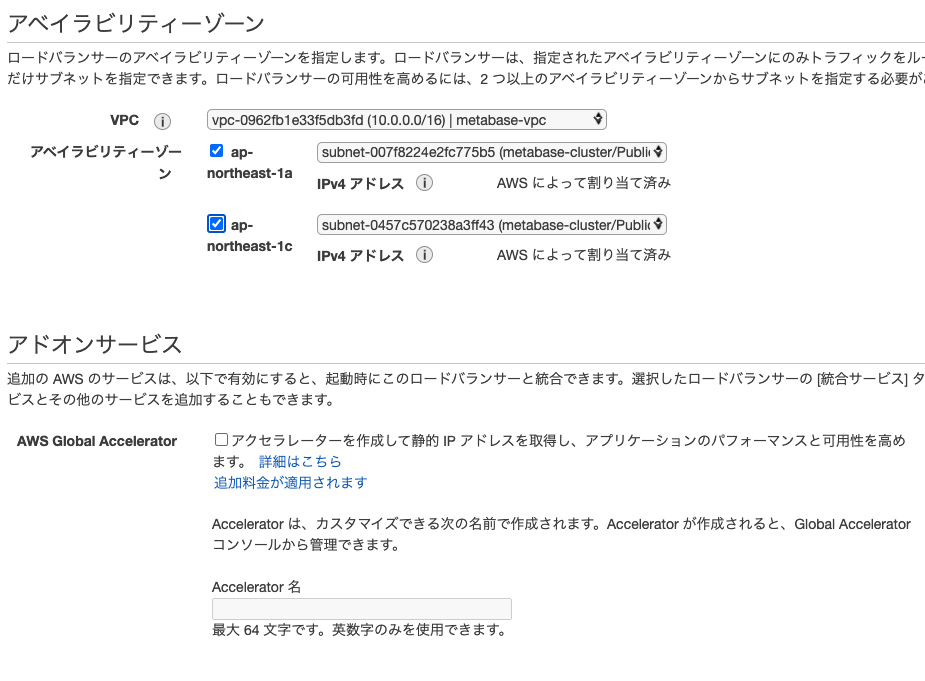 アベイラビリティーゾーン
ロードバランサーのアベイラビリティーゾーンを指定します。ロードバランサーは、指定されたアベイラビリティーゾーンにのみトラフィックをルー
だけサブネットを指定できます。ロードバランサーの可用性を高めるには、2 つ以上のアベイラビリティーゾーンからサブネットを指定する必要が
VPC i vpc-0962fb1e33f5db3fd (10.0.0.0/16) | metabase-vpc
アベイラビリティーゾー
ン
ap-
northeast-1a
subnet-007f8224e2fc775b5 (metabase-cluster/Public
IPv4 アドレス i AWS によって割り当て済み
ap-
northeast-1c
subnet-0457c570238a3ff43 (metabase-cluster/Public
IPv4 アドレス i AWS によって割り当て済み
アドオンサービス
追加の AWS のサービスは、以下で有効にすると、起動時にこのロードバランサーと統合できます。選択したロードバランサーの [統合サービス] タ
ビスとその他のサービスを追加することもできます。
AWS Global Accelerator
アクセラレーターを作成して静的 IP アドレスを取得し、アプリケーションのパフォーマンスと可用性を高め
ます。 詳細はこちら
追加料金が適用されます
Accelerator は、カスタマイズできる次の名前で作成されます。Accelerator が作成されると、Global Accelerator
コンソールから管理できます。
Accelerator 名
最大 64 文字です。英数字のみを使用できます。